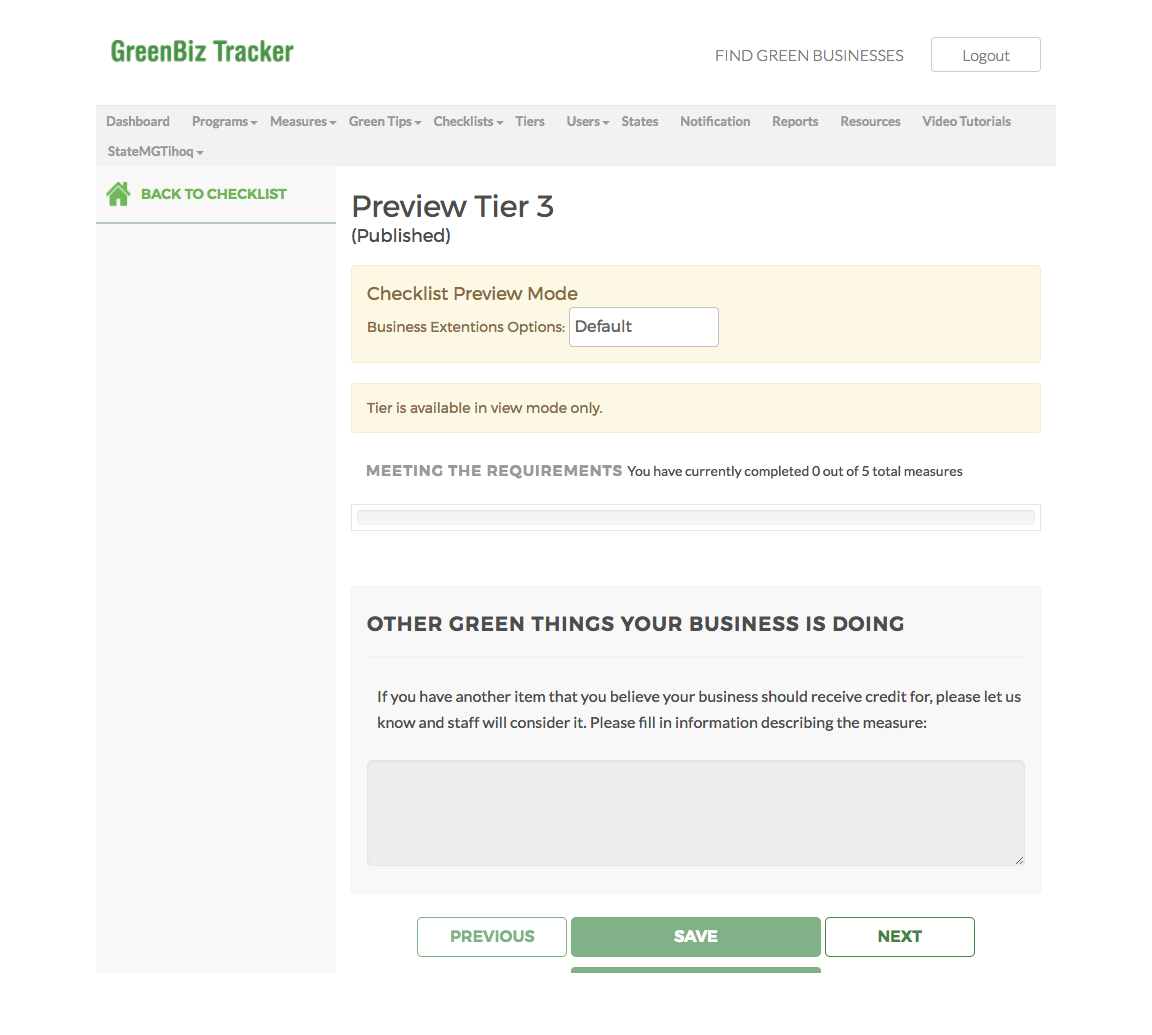 GreenBiz Tracker
FIND GREEN BUSINESSES
Logout
Dashboard Programs Measures Green Tips Checklists Tiers Users States Notification Reports Resources Video Tutorials
StateMGTihoq
BACK TO CHECKLIST
Preview Tier 3
(Published)
Checklist Preview Mode
Business Extentions Options: Default
Tier is available in view mode only.
MEETING THE REQUIREMENTS You have currently completed 0 out of 5 total measures
OTHER GREEN THINGS YOUR BUSINESS IS DOING
If you have another item that you believe your business should receive credit for, please let us
know and staff will consider it. Please fill in information describing the measure:
PREVIOUS SAVE NEXT